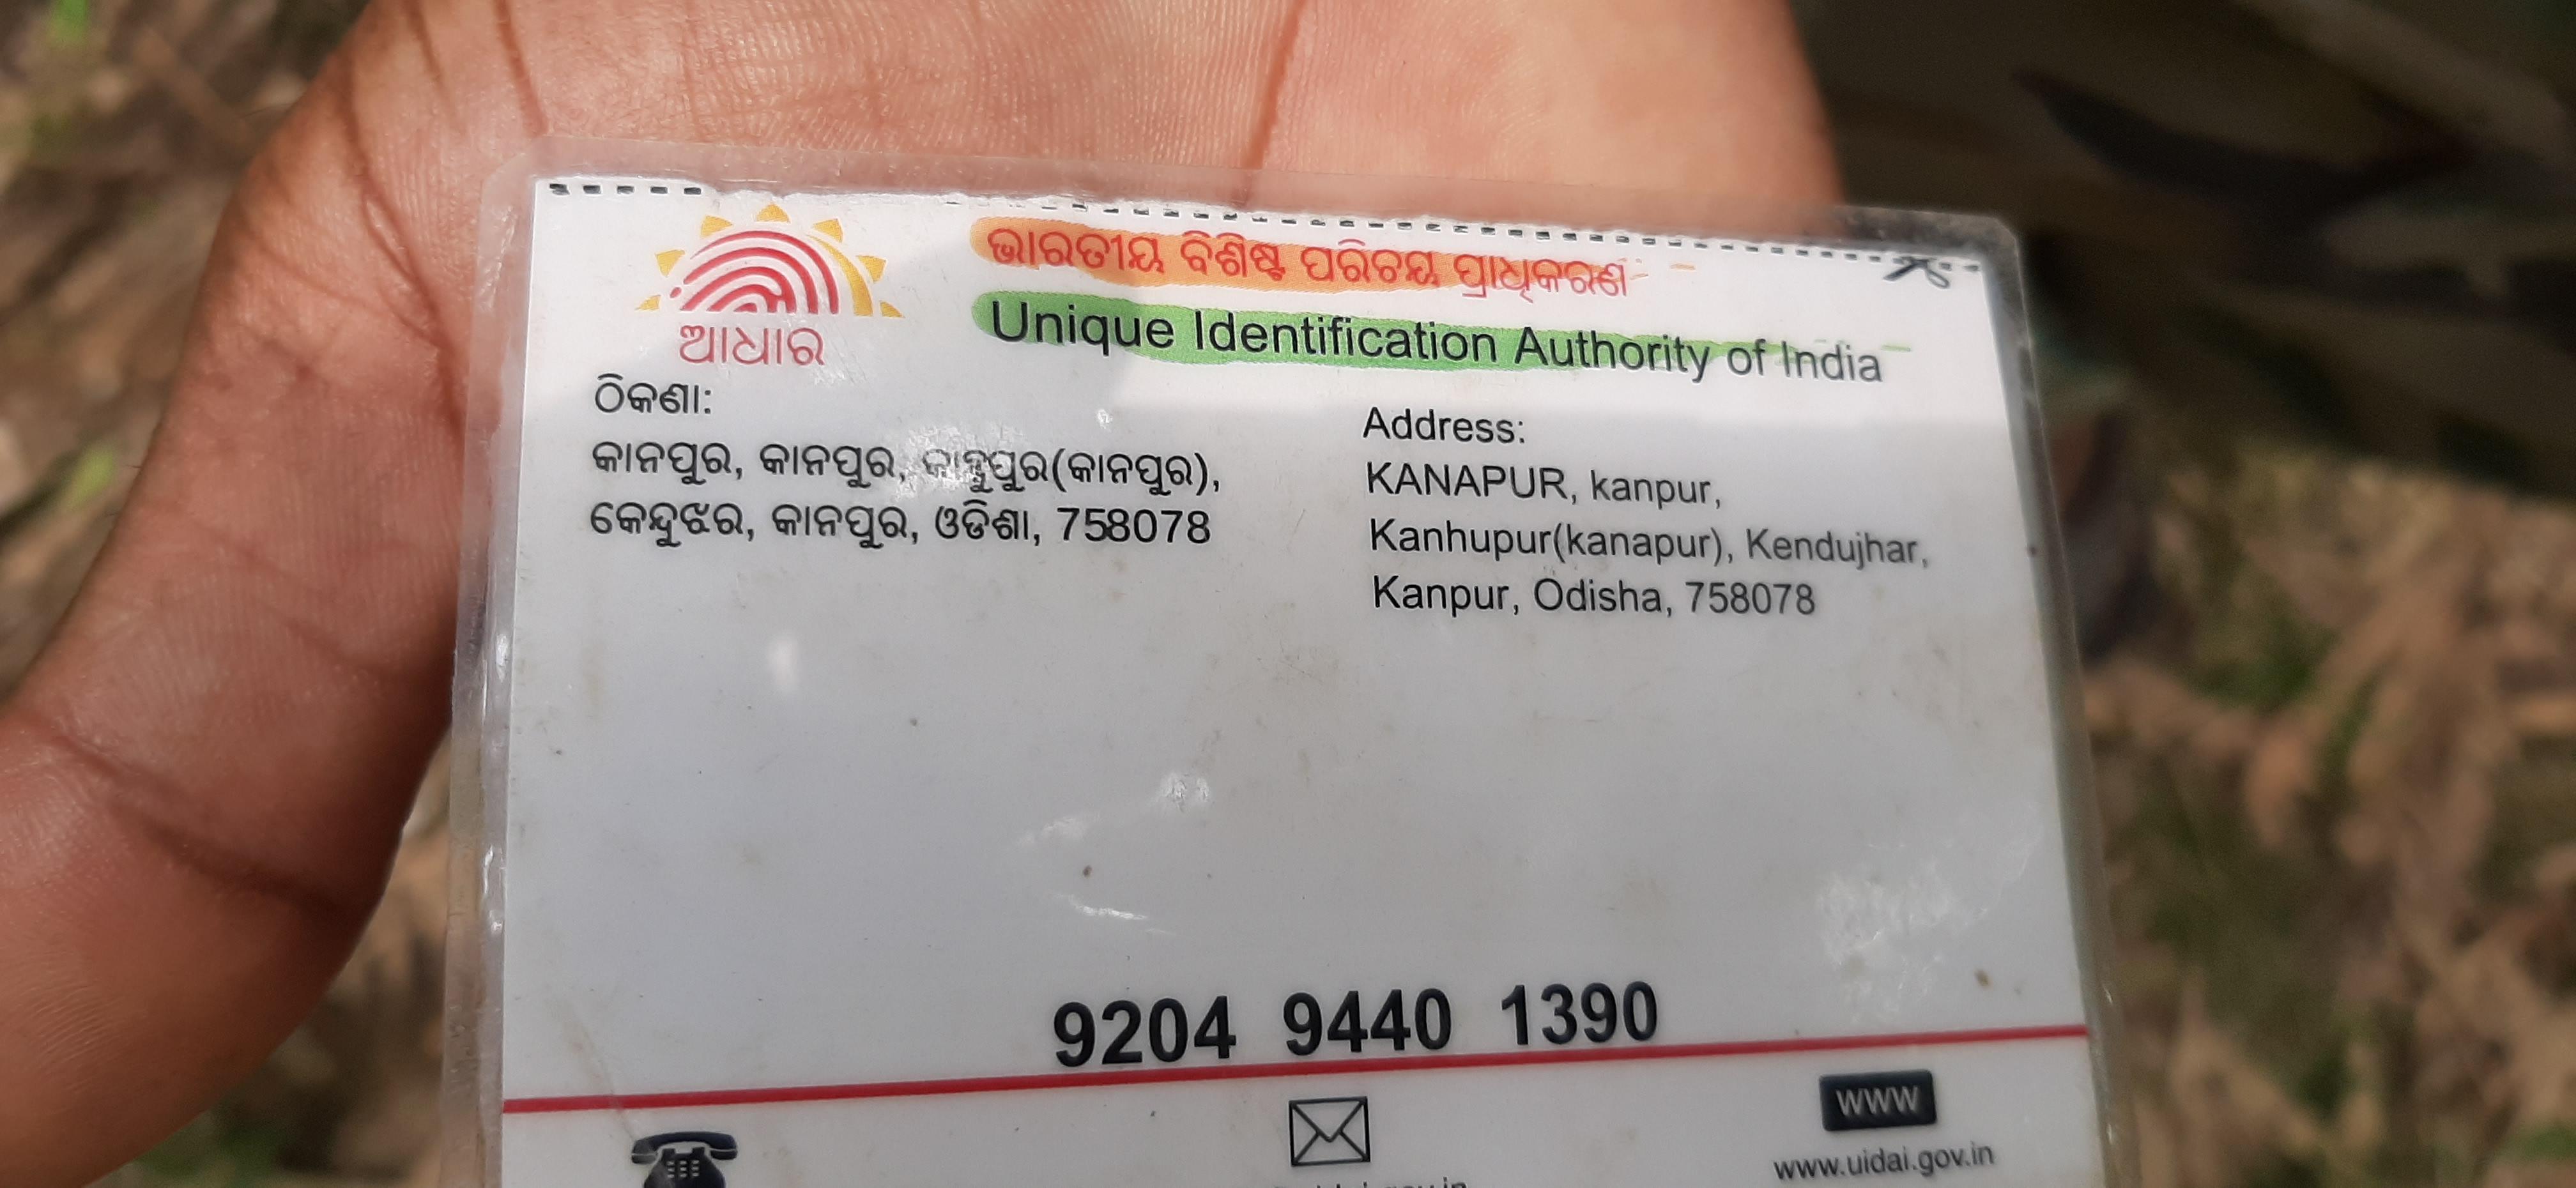 ଭାରତୀୟ ବିଶିଷ୍ଟ ପରିଚୟ ପ୍ରାଧିକରଣ
Unique Identification Authority of India
ଆଧାର
ଠିକଣା:
କାନପୁର, କାନପୁର, କାହ୍ନୁପୁର(କାନପୁର),
କେନ୍ଦୁଝର, କାନପୁର, ଓଡିଶା, 758078
Address:
KANAPUR, kanpur,
Kanhupur(kanapur), Kendujhar,
Kanpur, Odisha, 758078
9204 9440 1390
WWW
www.uidai.gov.in